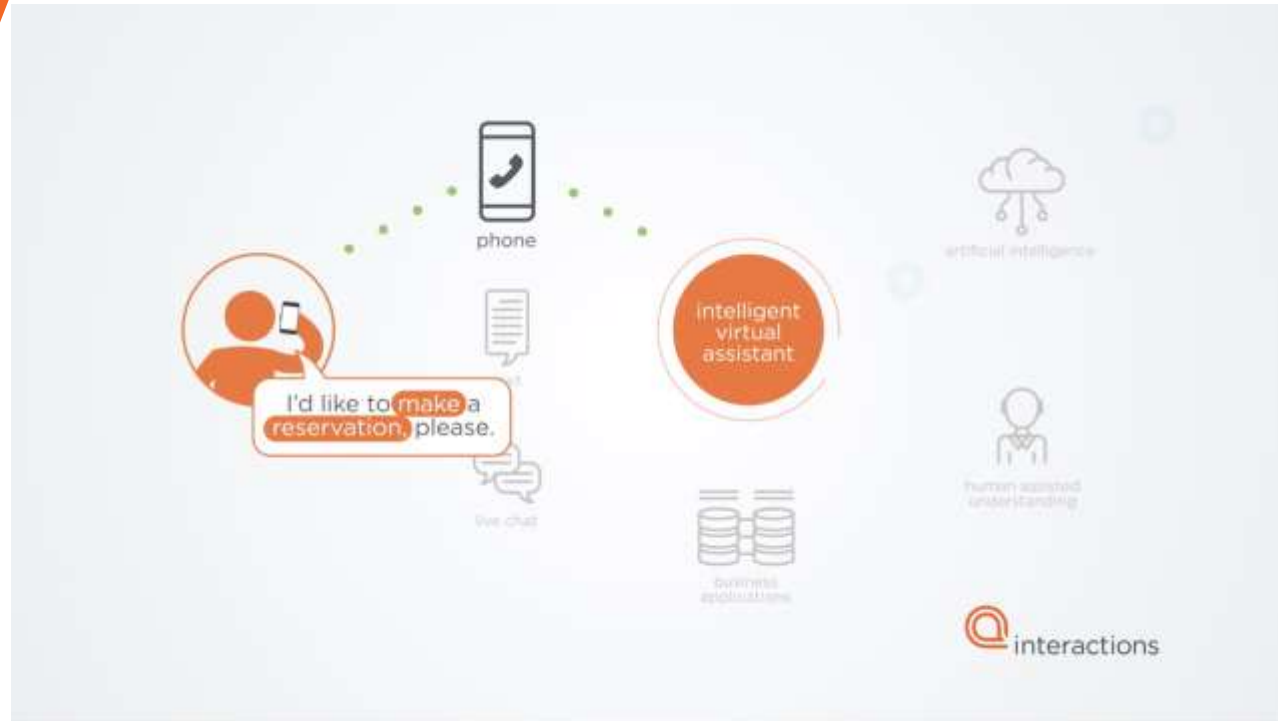 phone
artificial intelligence
intelligent
virtual
assistant
I'd like to make a
reservation, please.
live chat
human assisted
understanding
business
applications
interactions